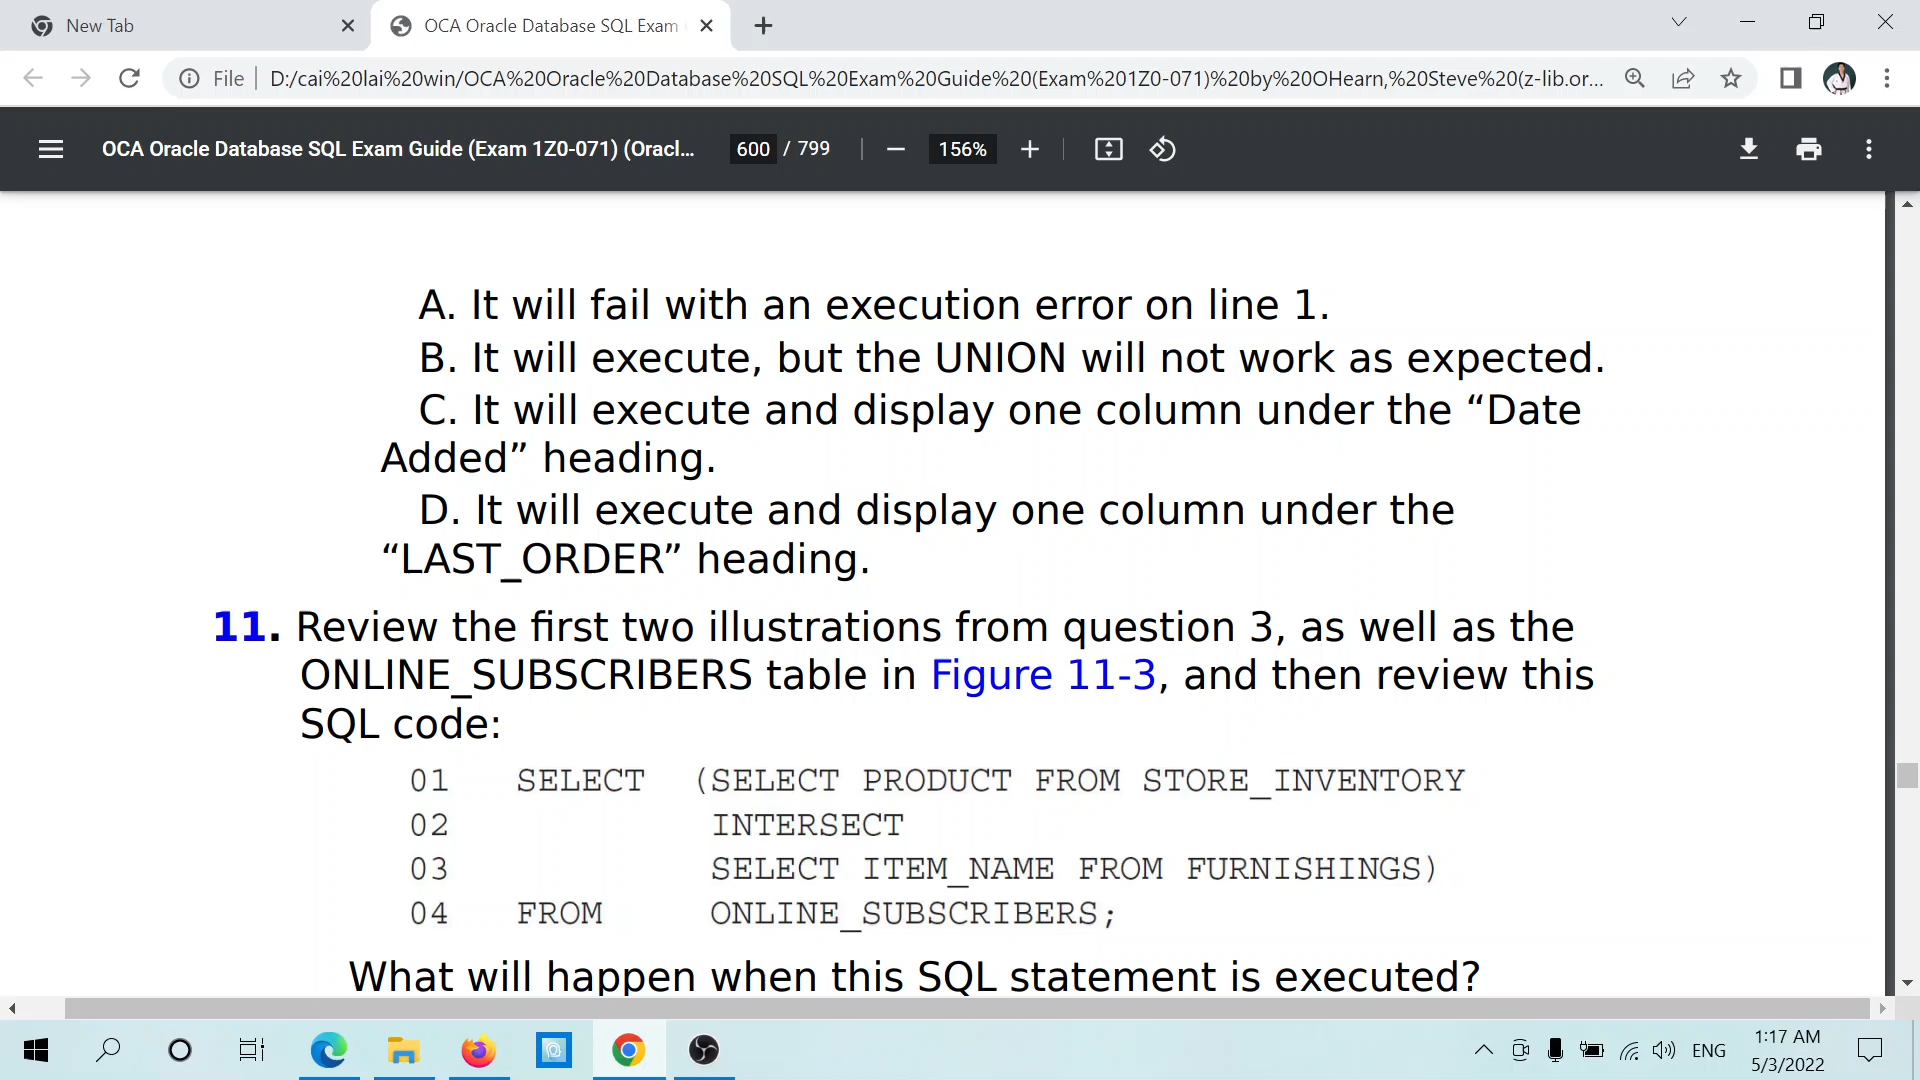 New Tab
OCA Oracle Database SQL Exam
File
D:/cai%20lai%20win/OCA%20Oracle%20Database%20SQL%20Exam%20Guide%20(Exam%201Z0-071)%20by%20OHearn,%20Steve%20(z-lib.or...
OCA Oracle Database SQL Exam Guide (Exam 1Z0-071) (Oracl...
600 / 799
156%
A. It will fail with an execution error on line 1.
B. It will execute, but the UNION will not work as expected.
C. It will execute and display one column under the “Date
Added” heading.
D. It will execute and display one column under the
“LAST_ORDER” heading.
11. Review the first two illustrations from question 3, as well as the
ONLINE_SUBSCRIBERS table in Figure 11-3, and then review this
SQL code:
01 SELECT (SELECT PRODUCT FROM STORE_INVENTORY
02 INTERSECT
03 SELECT ITEM_NAME FROM FURNISHINGS)
04 FROM ONLINE_SUBSCRIBERS;
What will happen when this SQL statement is executed?
ENG
1:17 AM
5/3/2022